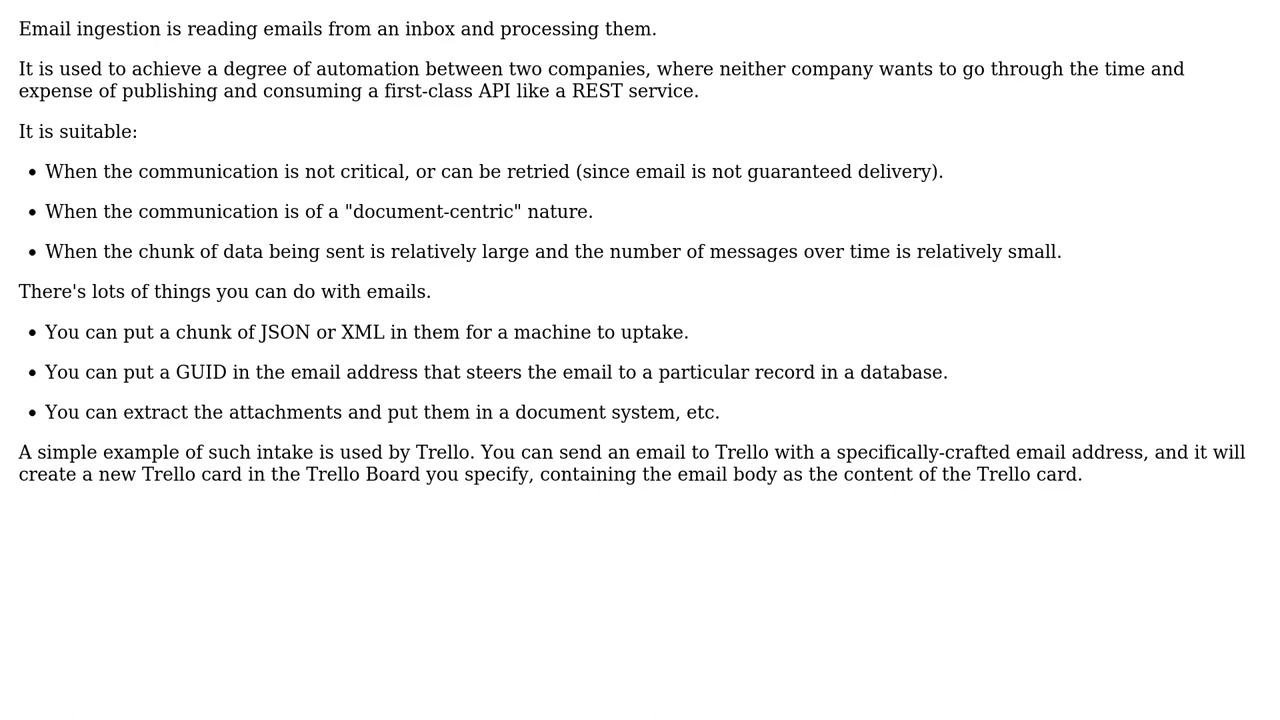 Email ingestion is reading emails from an inbox and processing them.
It is used to achieve a degree of automation between two companies, where neither company wants to go through the time and
expense of publishing and consuming a first-class API like a REST service.
It is suitable:
• When the communication is not critical, or can be retried (since email is not guaranteed delivery).
• When the communication is of a "document-centric" nature.
• When the chunk of data being sent is relatively large and the number of messages over time is relatively small.
There's lots of things you can do with emails.
• You can put a chunk of JSON or XML in them for a machine to uptake.
• You can put a GUID in the email address that steers the email to a particular record in a database.
• You can extract the attachments and put them in a document system, etc.
A simple example of such intake is used by Trello. You can send an email to Trello with a specifically-crafted email address, and it will
create a new Trello card in the Trello Board you specify, containing the email body as the content of the Trello card.